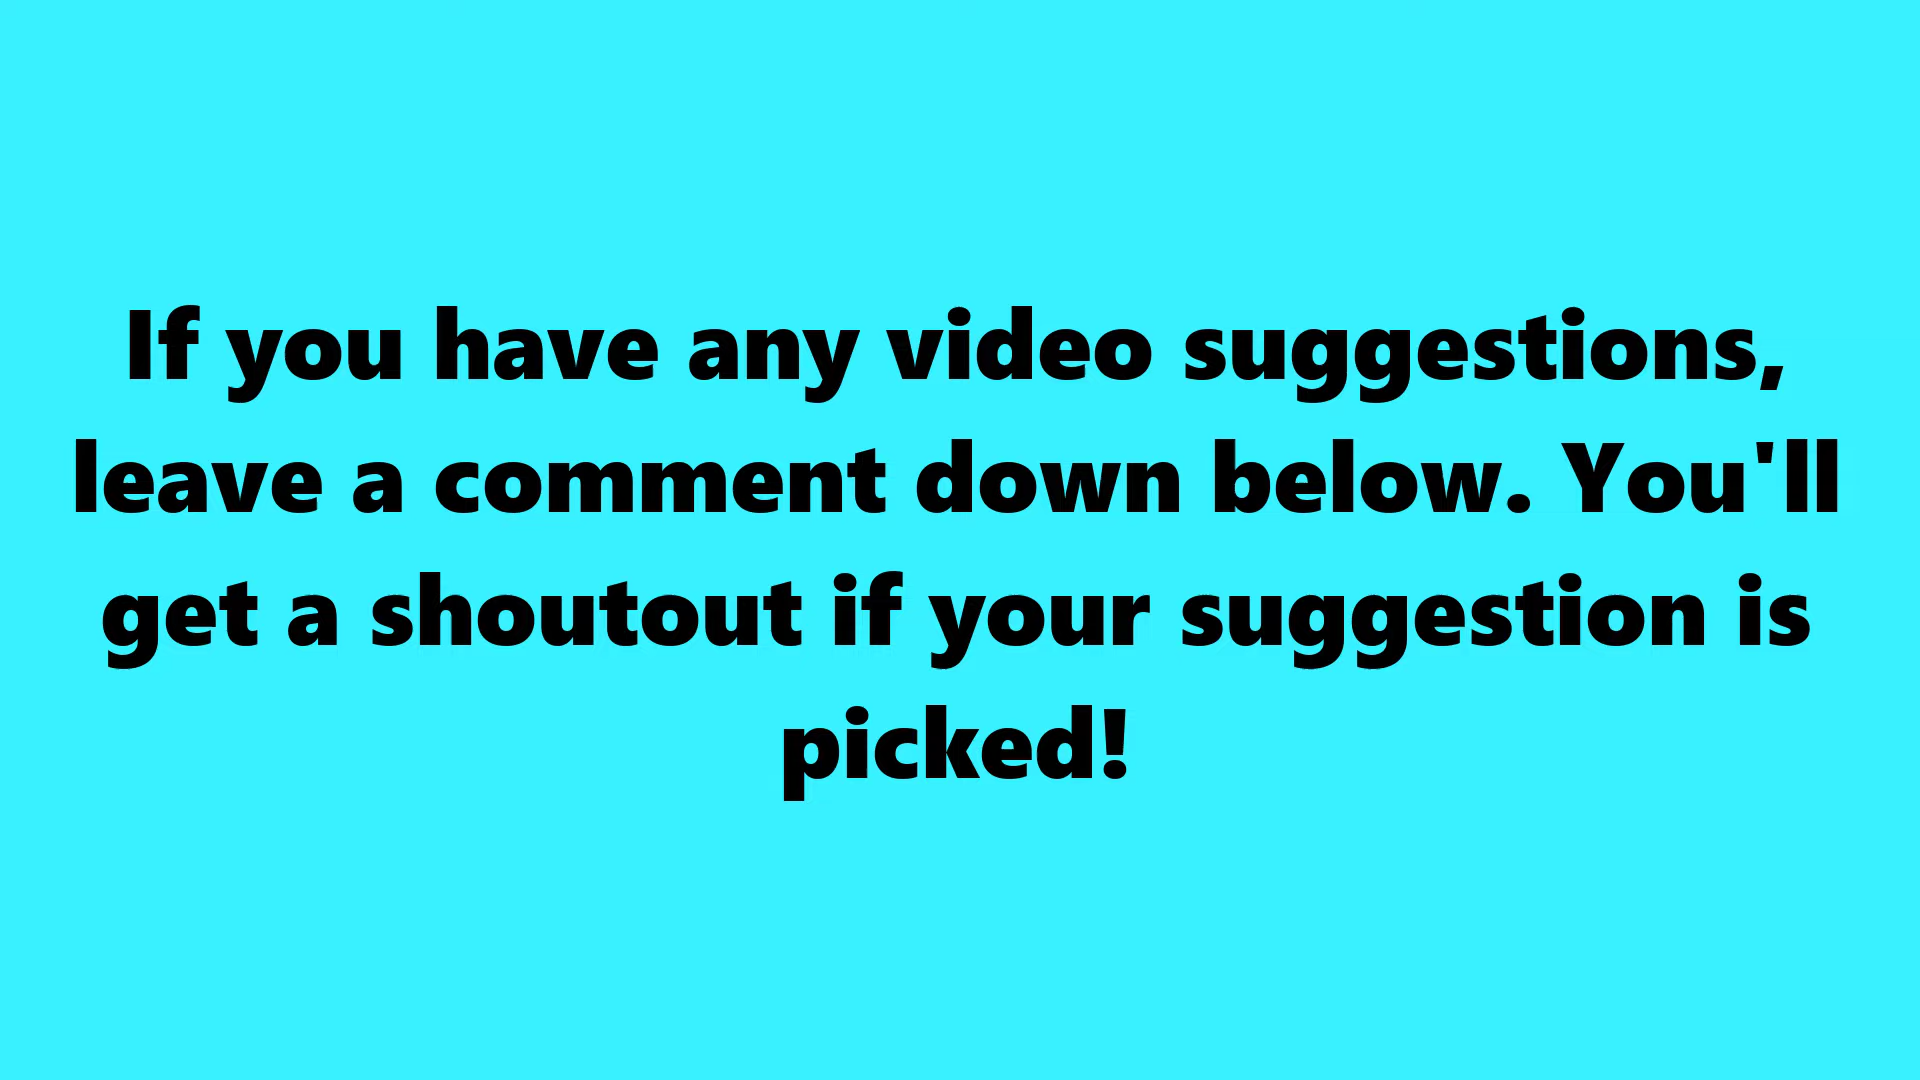 If you have any video suggestions,
leave a comment down below. You'll
get a shoutout if your suggestion is
picked!